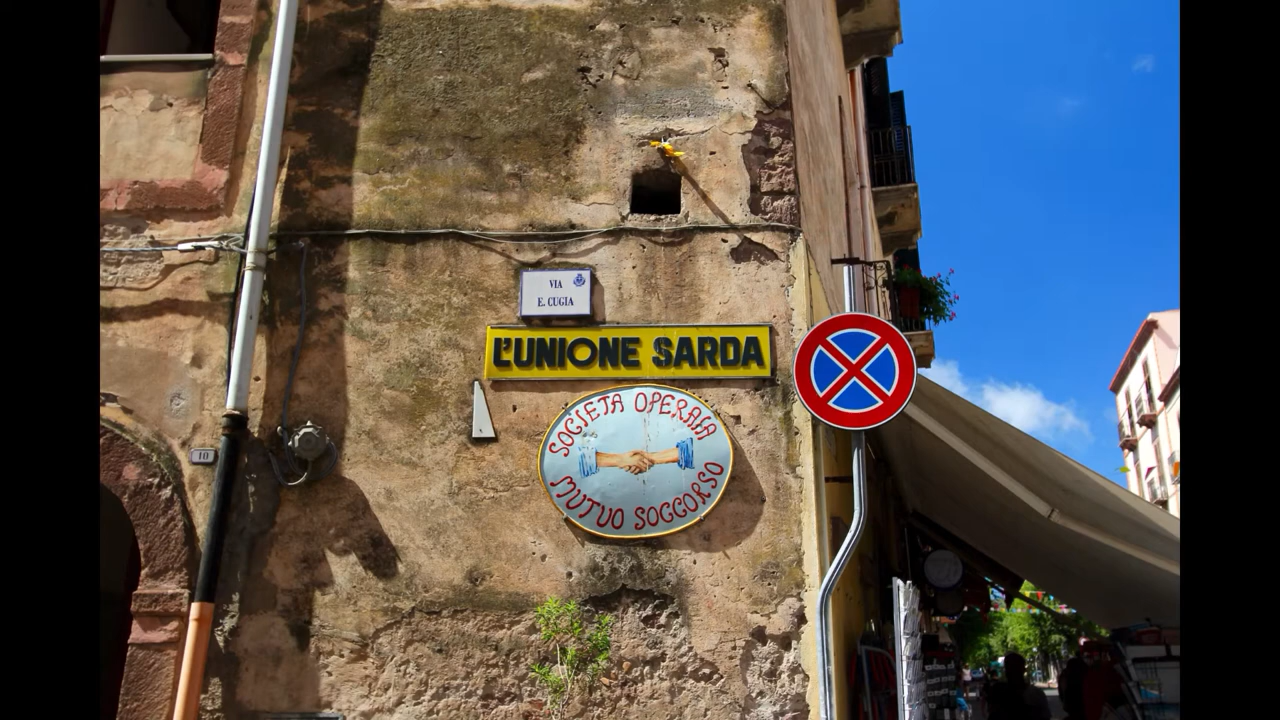 VIA
E. CUGIA
L'UNIONE SARDA
SOCIETA OPERAIA
MUTUO SOCCORSO
10